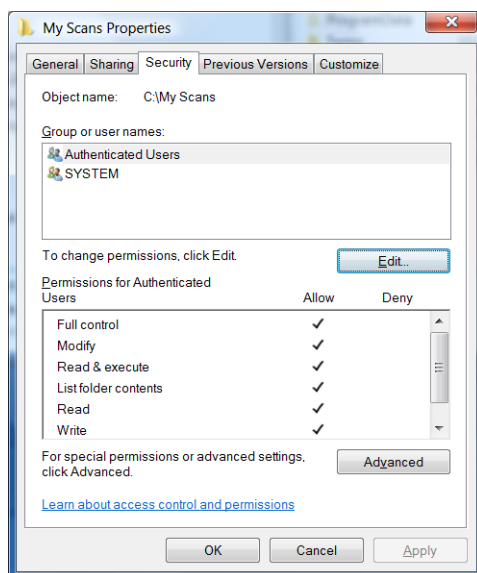 My Scans Properties
General Sharing Security Previous Versions Customize
Object name: C:\My Scans
Group or user names:
Authenticated Users
SYSTEM
To change permissions, click Edit.
Edit...
Permissions for Authenticated
Users Allow Deny
Full control
Modify
Read & execute
List folder contents
Read
Write
For special permissions or advanced settings,
click Advanced.
Advanced
Learn about access control and permissions
OK Cancel Apply